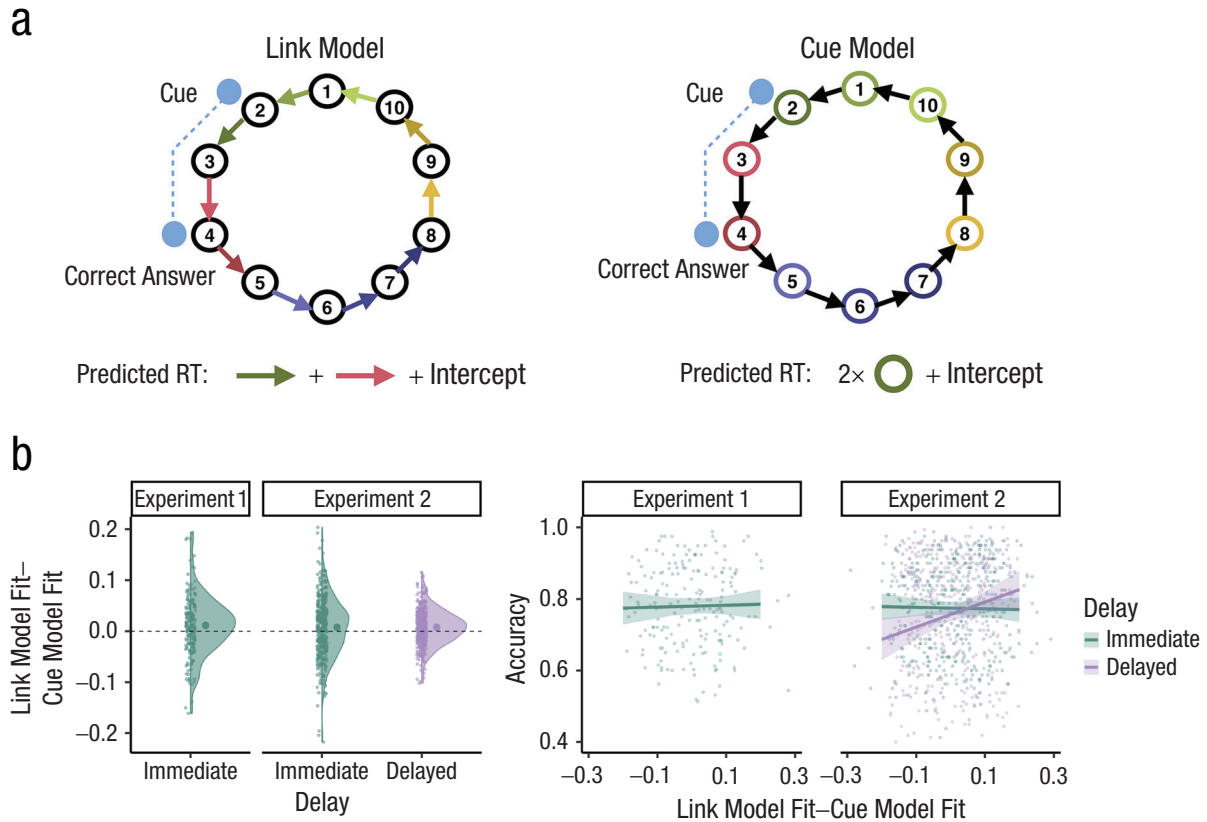 a
Link Model
Cue
1
2
10
3
9
4
8
Correct Answer
5
7
6
Predicted RT: + + Intercept
Cue Model
Cue
1
2
10
3
9
4
8
Correct Answer
5
7
6
Predicted RT: 2× + Intercept
b
Experiment 1
Experiment 2
Link Model Fit–
Cue Model Fit
0.2
0.1
0.0
−0.1
−0.2
Immediate
Immediate
Delayed
Delay
Experiment 1
Experiment 2
Accuracy
1.0
0.8
0.6
0.4
−0.3
−0.1
0.1
0.3
−0.3
−0.1
0.1
0.3
Link Model Fit–Cue Model Fit
Delay
Immediate
Delayed